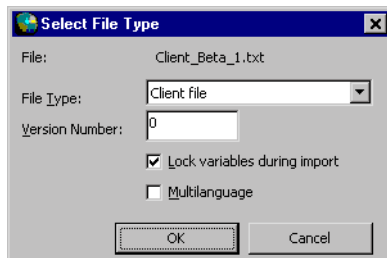 Select File Type
File: Client_Beta_1.txt
File Type: Client file
Version Number: 0
Lock variables during import
Multilanguage
OK Cancel